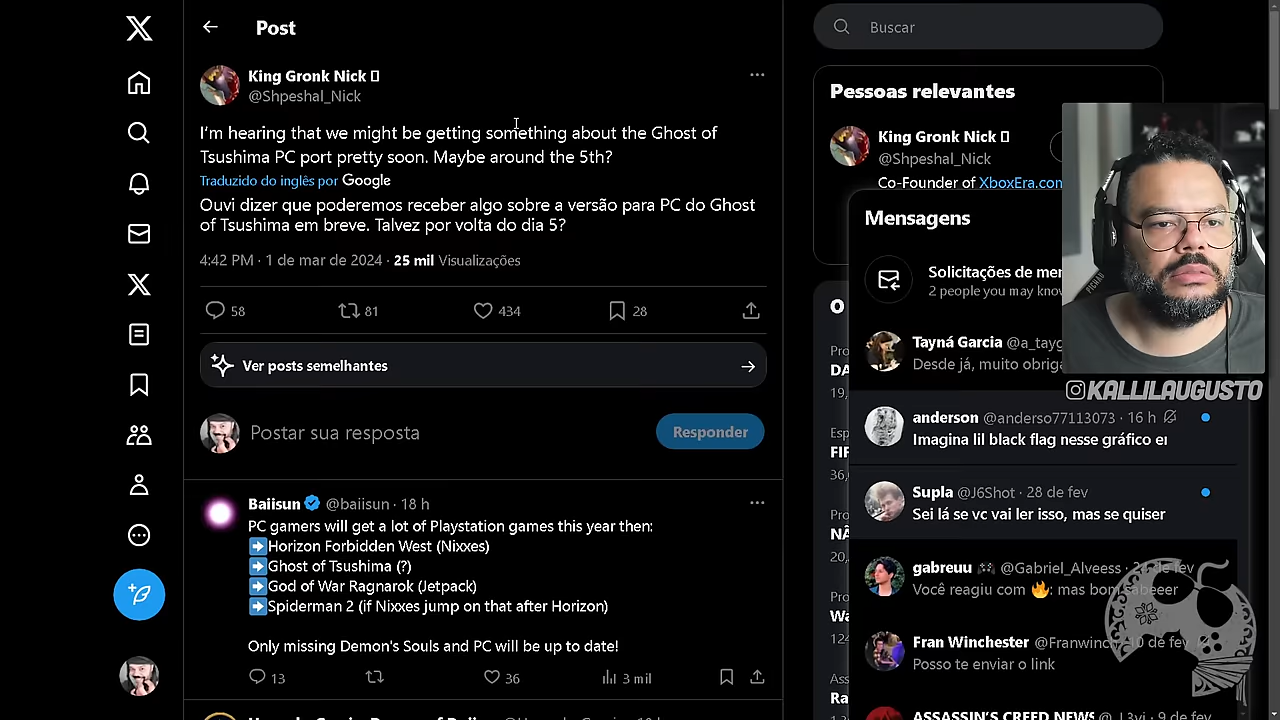 Post
King Gronk Nick
@Shpeshal_Nick
I'm hearing that we might be getting something about the Ghost of
Tsushima PC port pretty soon. Maybe around the 5th?
Traduzido do inglês por Google
Ouvi dizer que poderemos receber algo sobre a versão para PC do Ghost
of Tsushima em breve. Talvez por volta do dia 5?
4:42 PM · 1 de mar de 2024 · 25 mil Visualizações
58 81 434 28
Ver posts semelhantes
Postar sua resposta
Responder
Baiisun @baiisun · 18 h
PC gamers will get a lot of Playstation games this year then:
➡Horizon Forbidden West (Nixxes)
➡Ghost of Tsushima (?)
➡God of War Ragnarok (Jetpack)
➡Spiderman 2 (if Nixxes jump on that after Horizon)
Only missing Demon's Souls and PC will be up to date!
13 36 3 mil
Buscar
Pessoas relevantes
King Gronk Nick
@Shpeshal_Nick
Co-Founder of XboxEra.com
Mensagens
Solicitações de
2 people you may
Tayná Garcia
Desde já, muito
KALLILAUGUSTO
anderson @anderso77113073 · 16 h
Imagina lil black flag nesse gráfico
Supla @J6Shot · 28 de fev
Sei lá se vc vai ler isso, mas se quiser
gabreuu @Gabriel_Alveess · de fev
Você reagiu com 🔥: mas bom
Fran Winchester de fev
Posso te enviar o link
ASSASSIN'S CREED NEWS 9 de fev